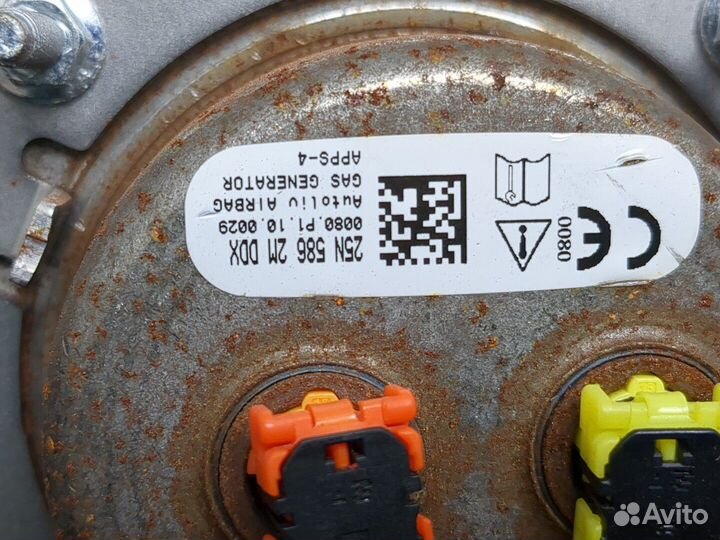 25N 586 2M DDX
0080.P1.10.0029
Autoliv AIRBAG
GAS GENERATOR
APPS-4
CE
0080
Avito